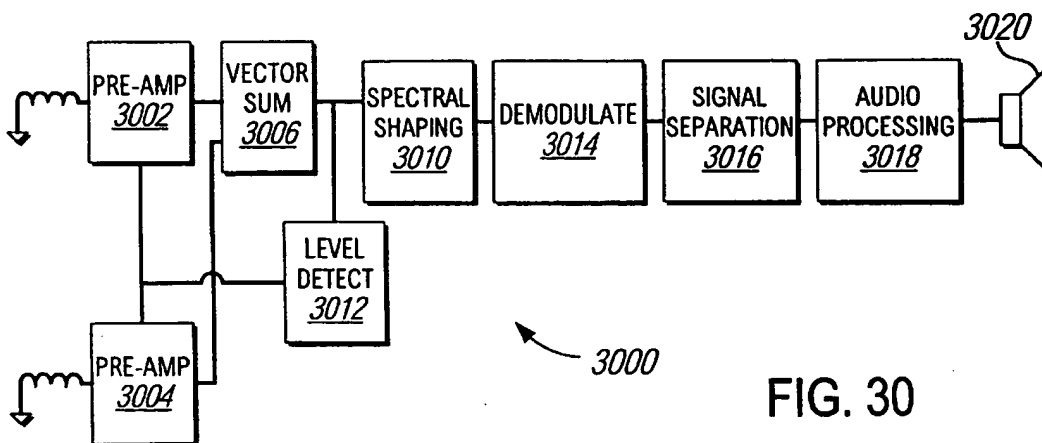 3020
PRE-AMP
3002
VECTOR
SUM
3006
SPECTRAL
SHAPING
3010
DEMODULATE
3014
SIGNAL
SEPARATION
3016
AUDIO
PROCESSING
3018
LEVEL
DETECT
3012
PRE-AMP
3004
3000
FIG. 30